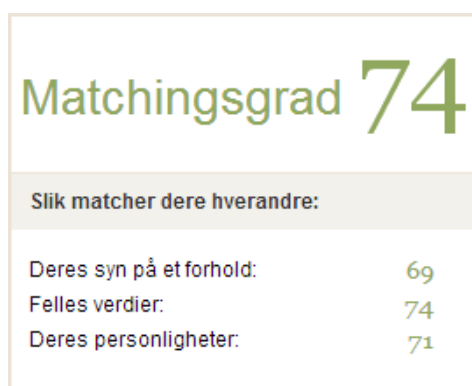 Matchingsgrad 74
Slik matcher dere hverandre:
Deres syn på et forhold: 69
Felles verdier: 74
Deres personligheter: 71